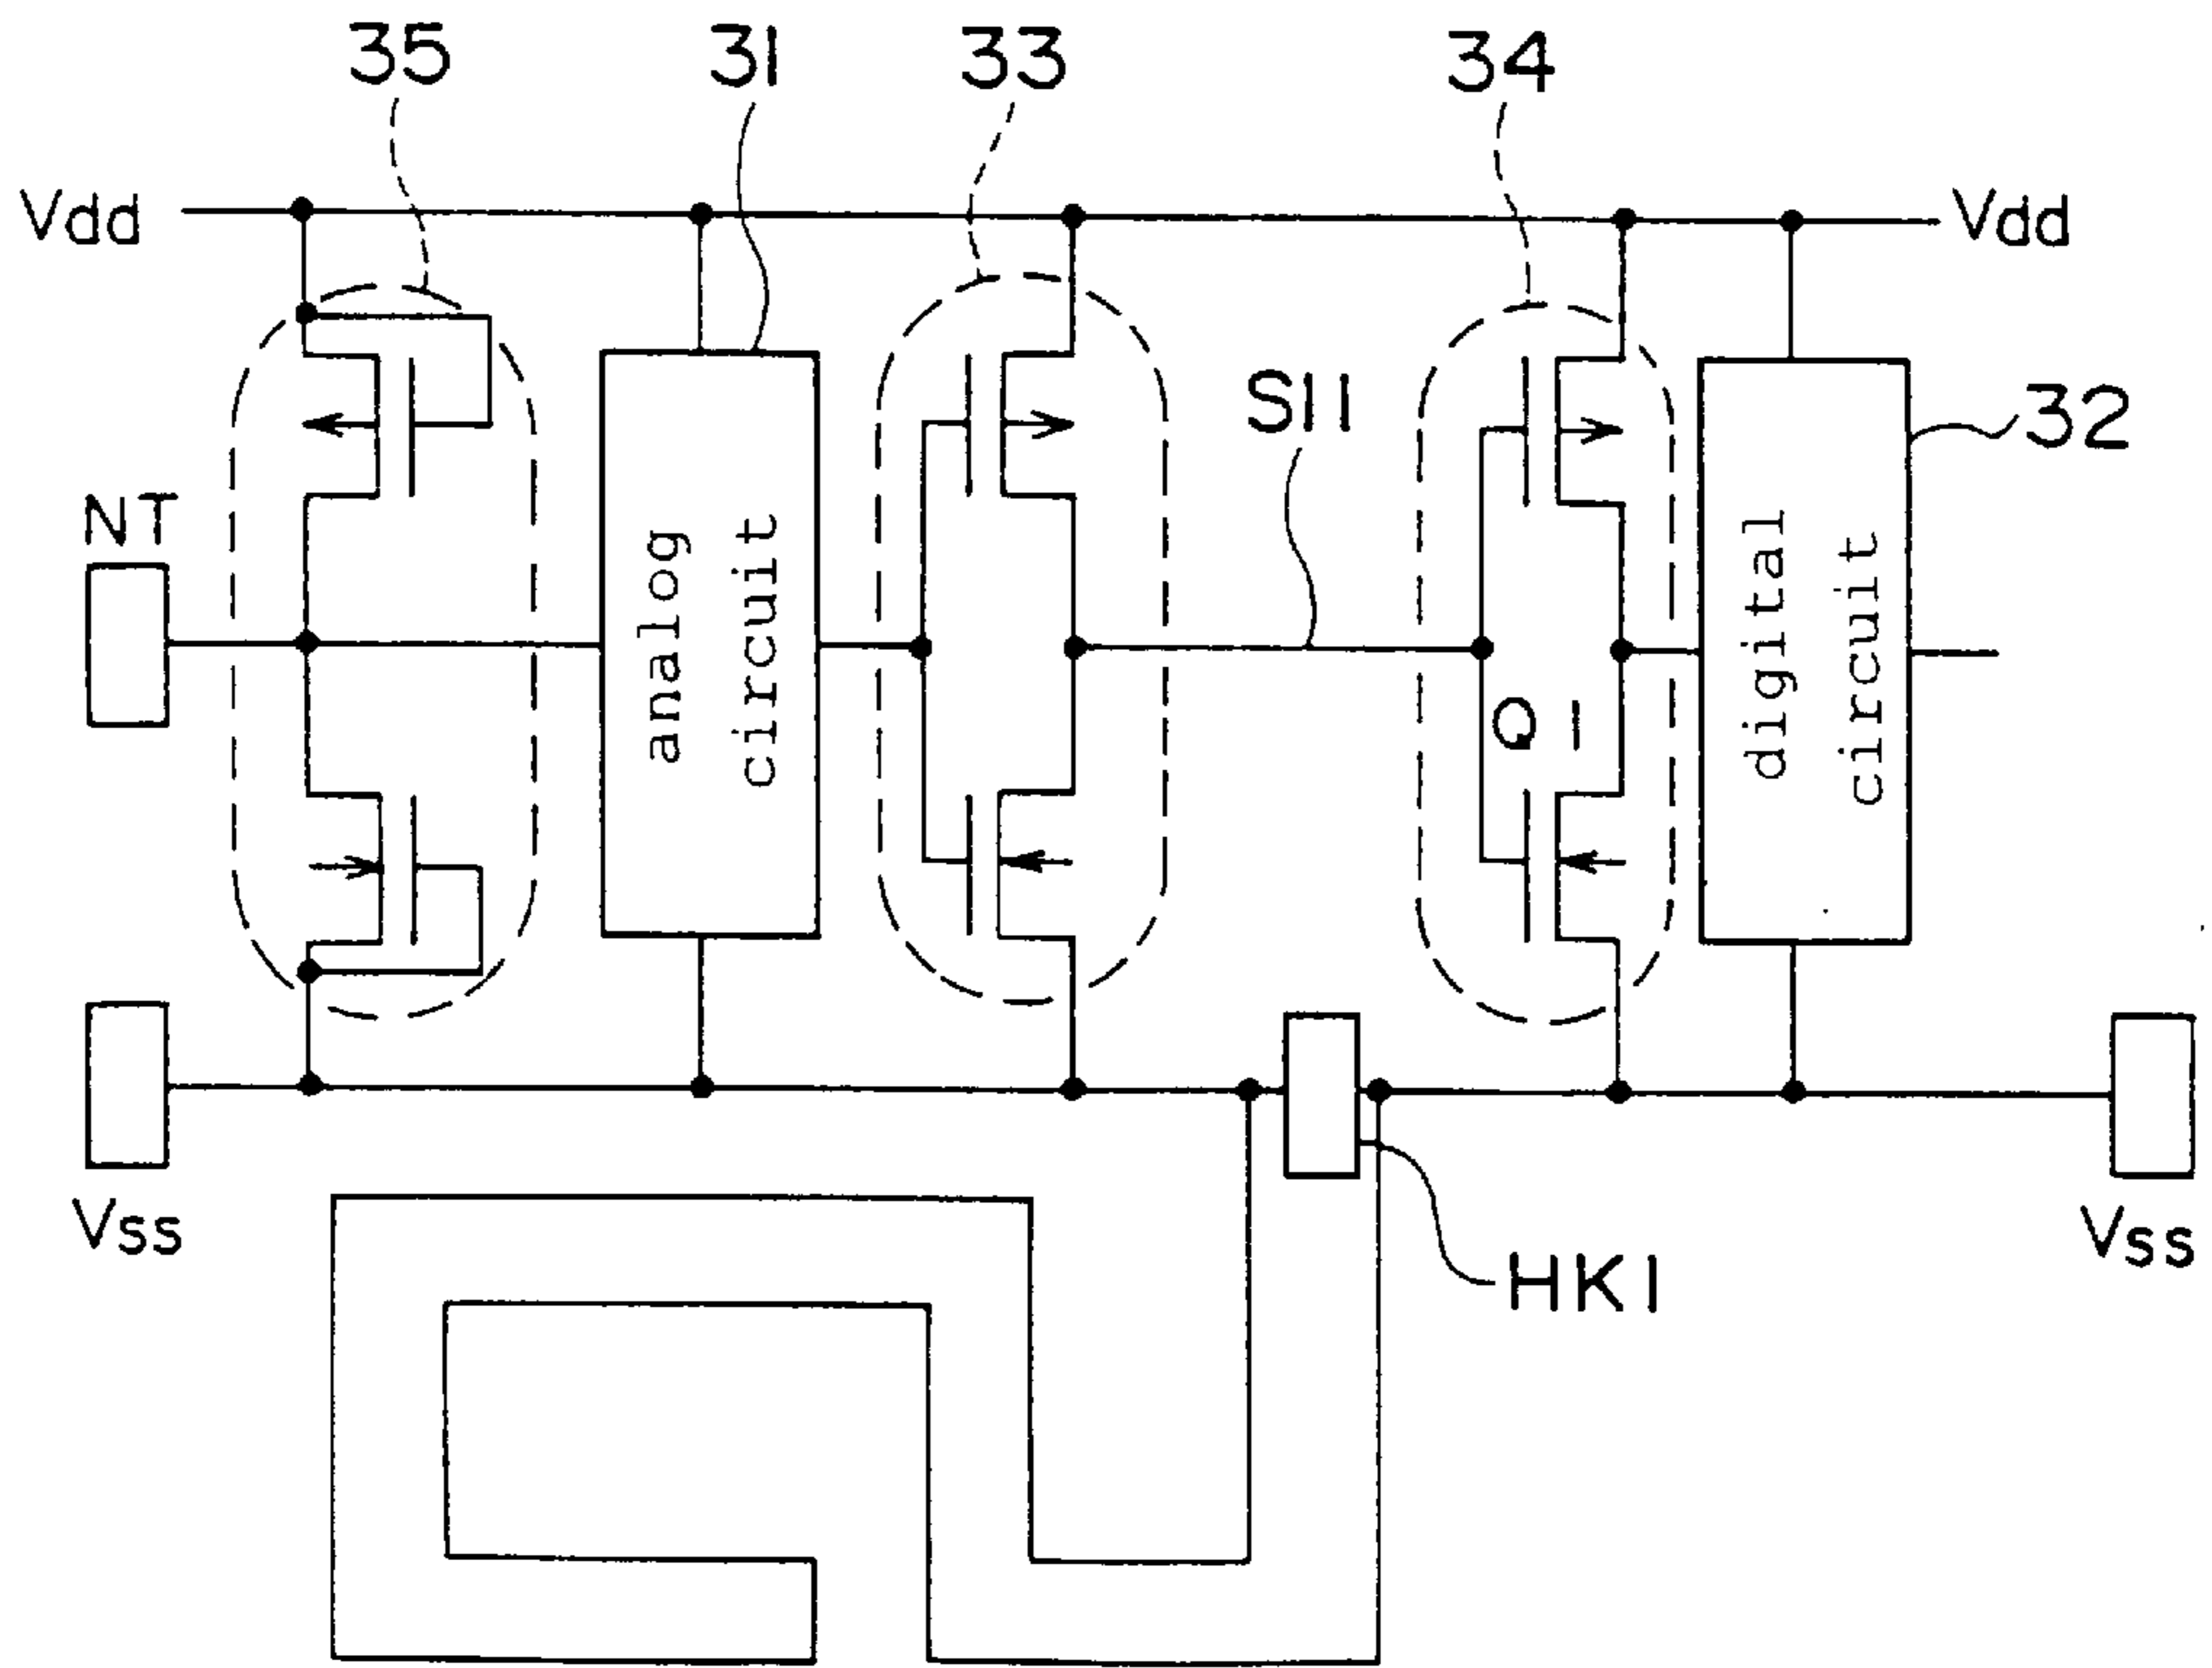 35
31
33
34
Vdd
Vdd
S11
32
NT
analog
circuit
Q1
digital
circuit
Vss
Vss
HK1